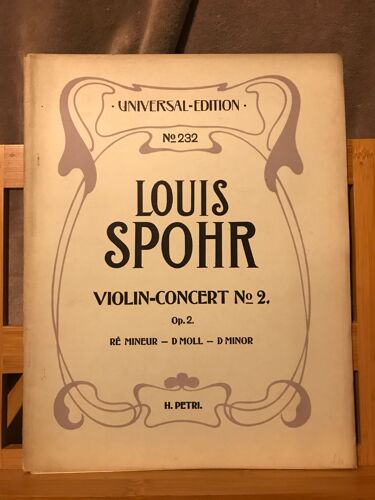 · UNIVERSAL-EDITION ·
No 232
LOUIS
SPOHR
VIOLIN-CONCERT No 2.
Op. 2.
RÉ MINEUR — D MOLL — D MINOR
H. PETRI.